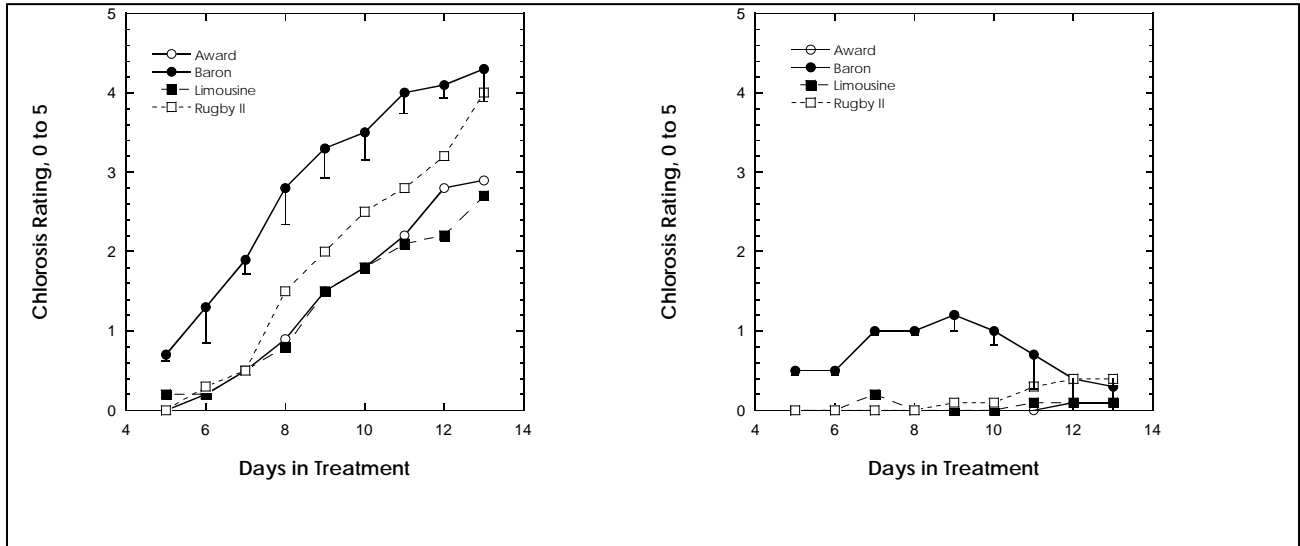 5
4
3
2
1
0
Chlorosis Rating, 0 to 5
Award
Baron
Limousine
Rugby II
4 6 8 10 12 14
Days in Treatment
5
4
3
2
1
0
Chlorosis Rating, 0 to 5
Award
Baron
Limousine
Rugby II
4 6 8 10 12 14
Days in Treatment